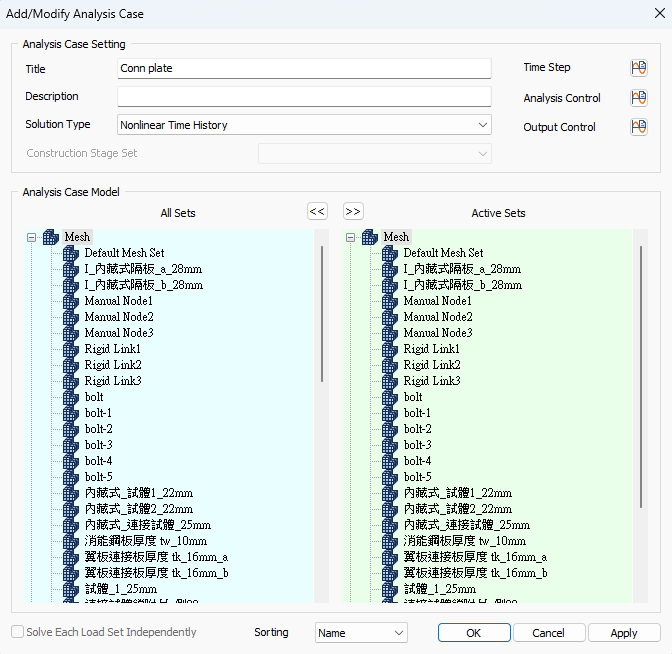 Add/Modify Analysis Case
Analysis Case Setting
Title
Conn plate
Time Step
Description
Analysis Control
Solution Type
Nonlinear Time History
Output Control
Construction Stage Set
Analysis Case Model
All Sets
<<
>>
Active Sets
Mesh
Default Mesh Set
I_內藏式隔板_a_28mm
I_內藏式隔板_b_28mm
Manual Node1
Manual Node2
Manual Node3
Rigid Link1
Rigid Link2
Rigid Link3
bolt
bolt-1
bolt-2
bolt-3
bolt-4
bolt-5
內藏式_試體1_22mm
內藏式_試體2_22mm
內藏式_連接試體_25mm
消能鋼板厚度 tw_10mm
翼板連接板厚度 tk_16mm_a
翼板連接板厚度 tk_16mm_b
試體_1_25mm
Mesh
Default Mesh Set
I_內藏式隔板_a_28mm
I_內藏式隔板_b_28mm
Manual Node1
Manual Node2
Manual Node3
Rigid Link1
Rigid Link2
Rigid Link3
bolt
bolt-1
bolt-2
bolt-3
bolt-4
bolt-5
內藏式_試體1_22mm
內藏式_試體2_22mm
內藏式_連接試體_25mm
消能鋼板厚度 tw_10mm
翼板連接板厚度 tk_16mm_a
翼板連接板厚度 tk_16mm_b
試體_1_25mm
Solve Each Load Set Independently
Sorting
Name
OK
Cancel
Apply